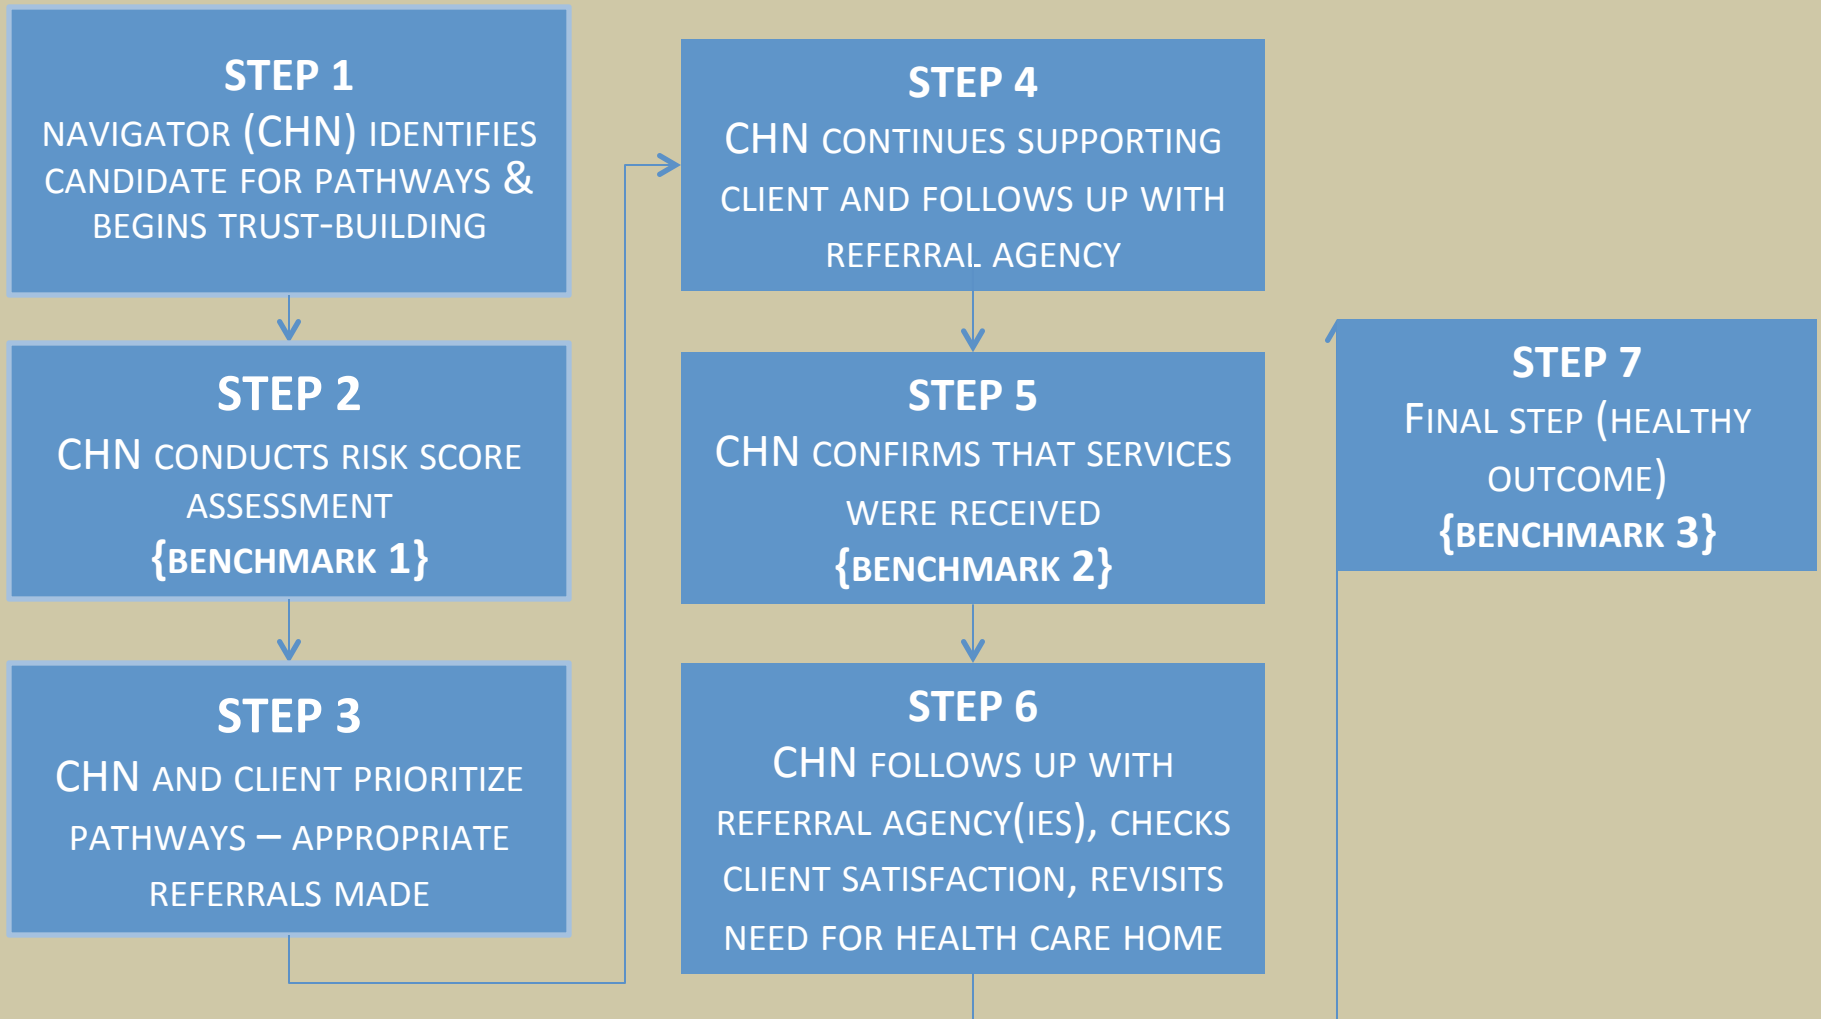 STEP 1
NAVIGATOR (CHN) IDENTIFIES
CANDIDATE FOR PATHWAYS &
BEGINS TRUST-BUILDING
STEP 2
CHN CONDUCTS RISK SCORE
ASSESSMENT
{BENCHMARK 1}
STEP 3
CHN AND CLIENT PRIORITIZE
PATHWAYS – APPROPRIATE
REFERRALS MADE
STEP 4
CHN CONTINUES SUPPORTING
CLIENT AND FOLLOWS UP WITH
REFERRAL AGENCY
STEP 5
CHN CONFIRMS THAT SERVICES
WERE RECEIVED
{BENCHMARK 2}
STEP 6
CHN FOLLOWS UP WITH
REFERRAL AGENCY(IES), CHECKS
CLIENT SATISFACTION, REVISITS
NEED FOR HEALTH CARE HOME
STEP 7
FINAL STEP (HEALTHY
OUTCOME)
{BENCHMARK 3}